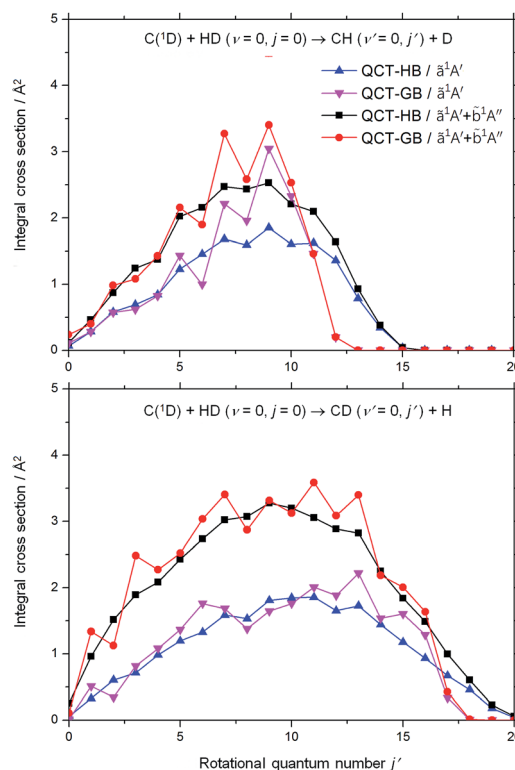 C(¹D) + HD (ν = 0, j = 0) → CH (ν′ = 0, j′) + D
QCT-HB / ã¹A′
QCT-GB / ã¹A′
QCT-HB / ã¹A′+b̃¹A″
QCT-GB / ã¹A′+b̃¹A″
Integral cross section / Å²
5
4
3
2
1
0
0 5 10 15 20
C(¹D) + HD (ν = 0, j = 0) → CD (ν′ = 0, j′) + H
Integral cross section / Å²
5
4
3
2
1
0
0 5 10 15 20
Rotational quantum number j′